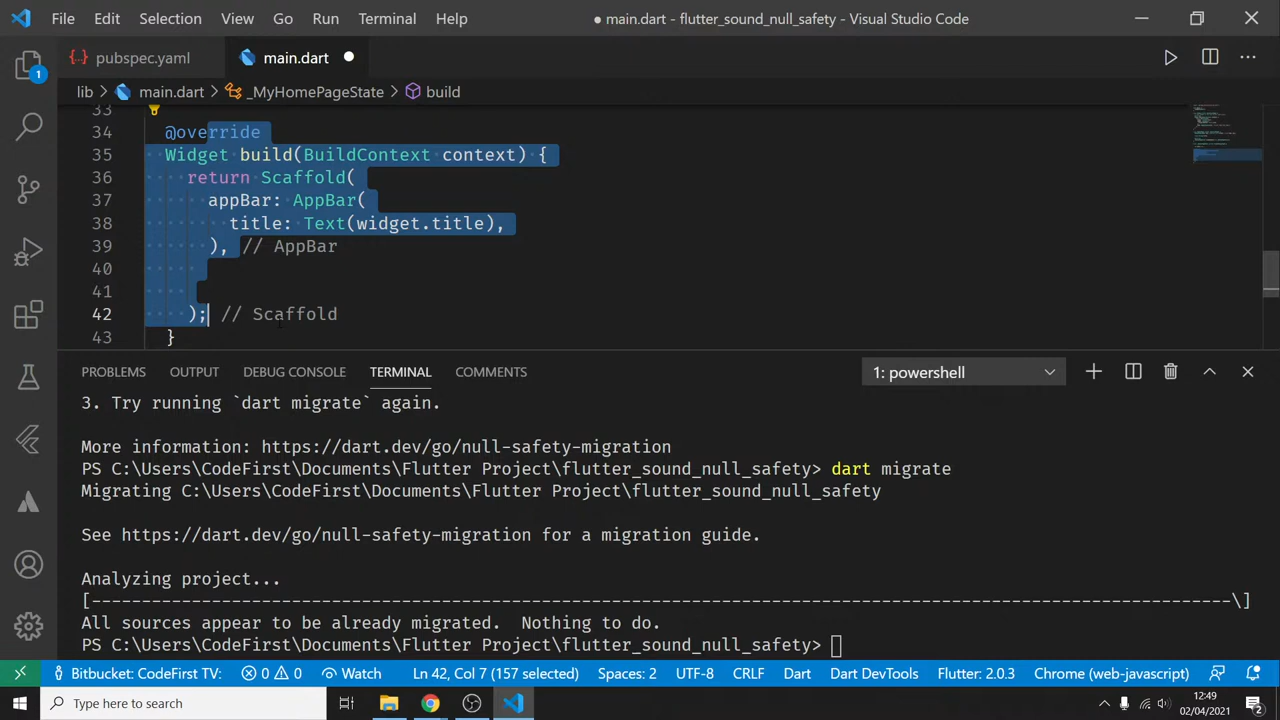 File Edit Selection View Go Run Terminal Help ● main.dart - flutter_sound_null_safety - Visual Studio Code
{..} pubspec.yaml main.dart ●
lib > main.dart > _MyHomePageState > build
1
33
34 @override
35 Widget build(BuildContext context) {
36 return Scaffold(
37 appBar: AppBar(
38 title: Text(widget.title),
39 ), // AppBar
40
41
42 ); // Scaffold
43 }
PROBLEMS OUTPUT DEBUG CONSOLE TERMINAL COMMENTS 1: powershell
3. Try running `dart migrate` again.
More information: https://dart.dev/go/null-safety-migration
PS C:\Users\CodeFirst\Documents\Flutter Project\flutter_sound_null_safety> dart migrate
Migrating C:\Users\CodeFirst\Documents\Flutter Project\flutter_sound_null_safety
See https://dart.dev/go/null-safety-migration for a migration guide.
Analyzing project...
[------------------------------------------------------------------------------------------------------------\]
All sources appear to be already migrated.  Nothing to do.
PS C:\Users\CodeFirst\Documents\Flutter Project\flutter_sound_null_safety>
Bitbucket: CodeFirst TV: 0 0 Watch Ln 42, Col 7 (157 selected) Spaces: 2 UTF-8 CRLF Dart Dart DevTools Flutter: 2.0.3 Chrome (web-javascript)
Type here to search 12:49
02/04/2021 2